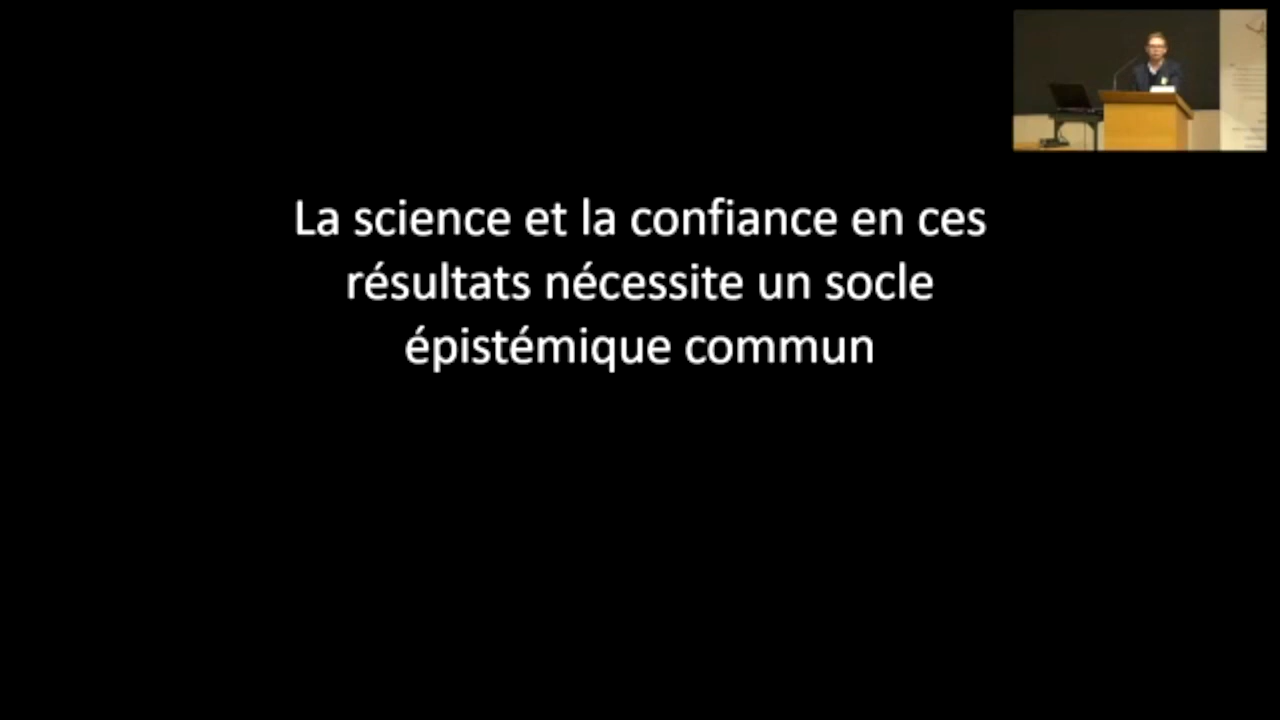 La science et la confiance en ces
résultats nécessite un socle
épistémique commun